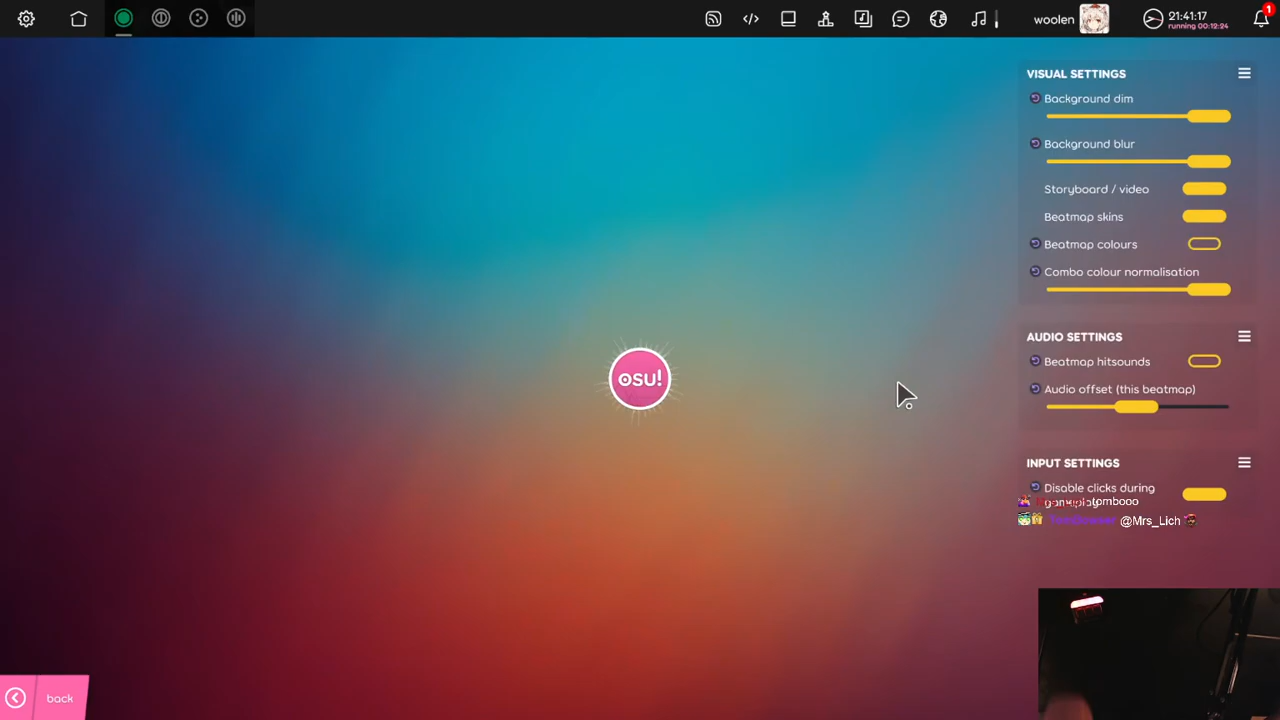 woolen
21:41:17
running 00:12:24
1
VISUAL SETTINGS
Background dim
Background blur
Storyboard / video
Beatmap skins
Beatmap colours
Combo colour normalisation
osu!
AUDIO SETTINGS
Beatmap hitsounds
Audio offset (this beatmap)
INPUT SETTINGS
Disable clicks during
gameplay
tombooo
@Mrs_Lich
back